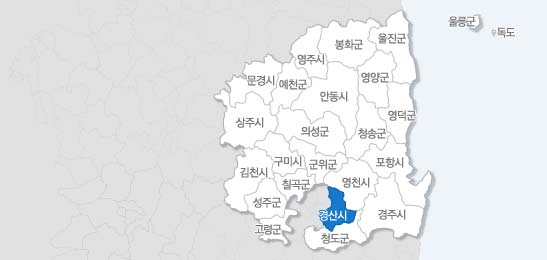 울릉군
독도
울진군
봉화군
영주시
문경시
예천군
영양군
안동시
영덕군
상주시
의성군
청송군
구미시
군위군
포항시
김천시
칠곡군
영천시
성주군
경산시
경주시
고령군
청도군